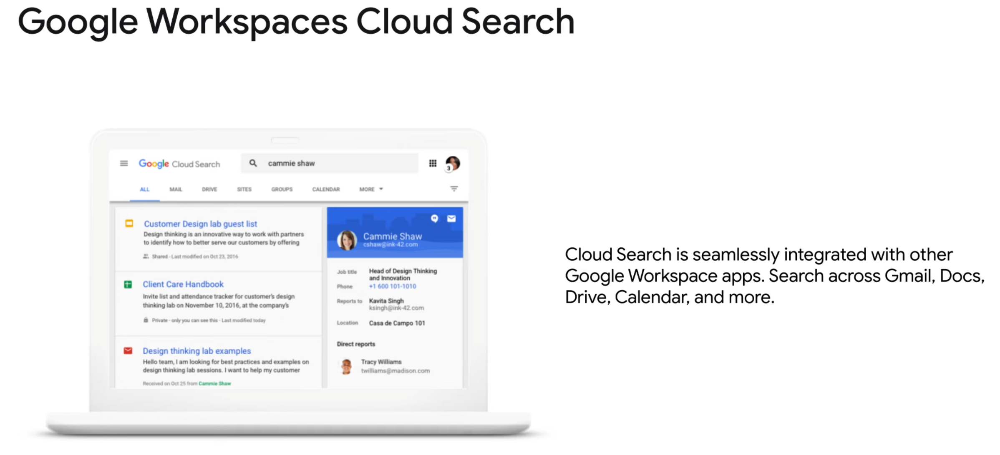 Google Workspaces Cloud Search
Google Cloud Search
cammie shaw
3
ALL MAIL DRIVE SITES GROUPS CALENDAR MORE
Customer Design lab guest list
Design thinking is an innovative way to work with partners
to identify how to better serve our customers by offering
Shared - Last modified on Oct 23, 2016
Client Care Handbook
Invite list and attendance tracker for customer's design
thinking lab on November 10, 2016, at the company's
Private - only you can see this - Last modified today
Design thinking lab examples
Hello team, I am looking for best practices and examples on
design thinking lab sessions. I want to help my customer
Received on Oct 25 from Cammie Shaw
Cammie Shaw
cshaw@ink-42.com
Job title Head of Design Thinking
and Innovation
Phone +1 600 101-1010
Reports to Kavita Singh
ksingh@ink-42.com
Location Casa de Campo 101
Direct reports
Tracy Williams
twilliams@madison.com
Cloud Search is seamlessly integrated with other
Google Workspace apps. Search across Gmail, Docs,
Drive, Calendar, and more.